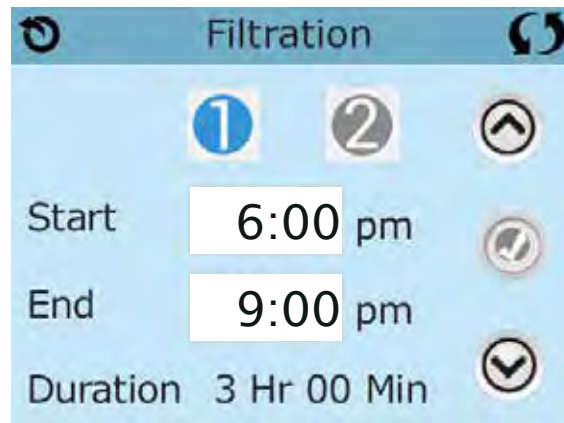 Filtration
1 2
Start 6:00 pm
End 9:00 pm
Duration 3 Hr 00 Min